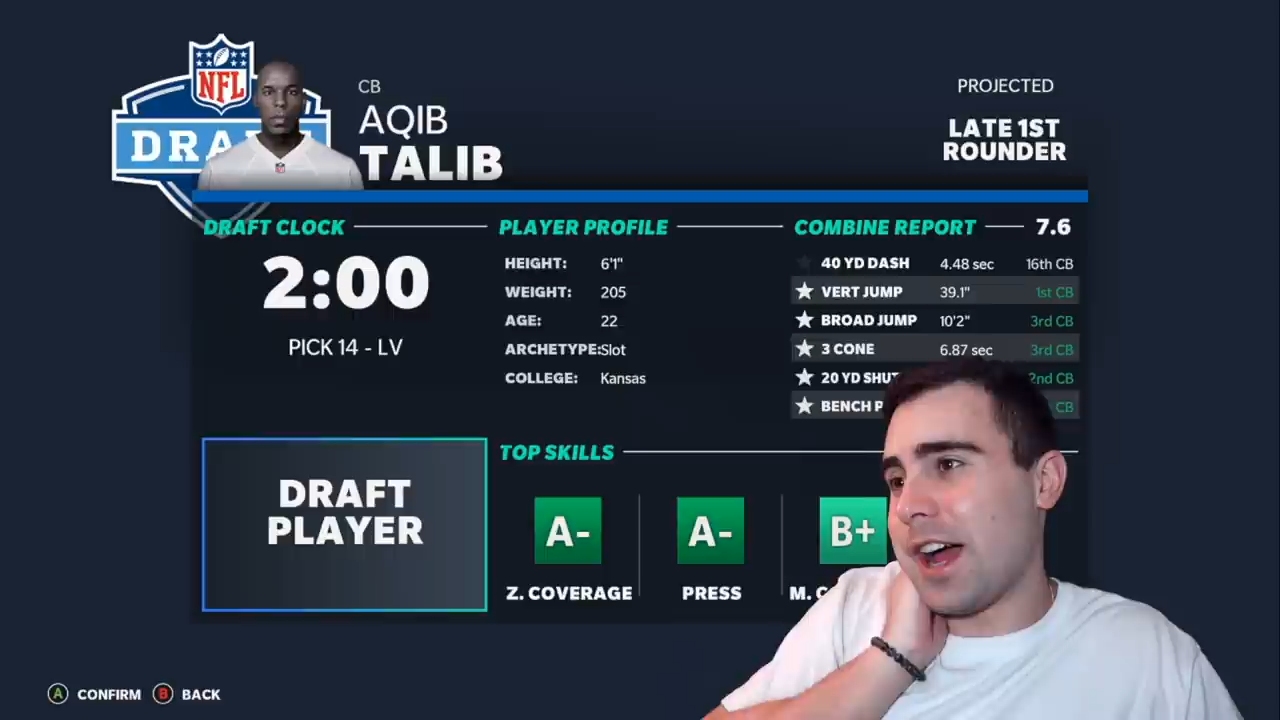 NFL
CB
AQIB
TALIB
PROJECTED
LATE 1ST
ROUNDER
DRAFT CLOCK
2:00
PICK 14 - LV
PLAYER PROFILE
HEIGHT: 6'1"
WEIGHT: 205
AGE: 22
ARCHETYPE: Slot
COLLEGE: Kansas
COMBINE REPORT 7.6
40 YD DASH 4.48 sec 16th CB
VERT JUMP 39.1" 1st CB
BROAD JUMP 10'2" 3rd CB
3 CONE 6.87 sec 3rd CB
20 YD 2nd CB
BENCH CB
DRAFT
PLAYER
TOP SKILLS
A- A- B+
Z. COVERAGE PRESS
A CONFIRM B BACK